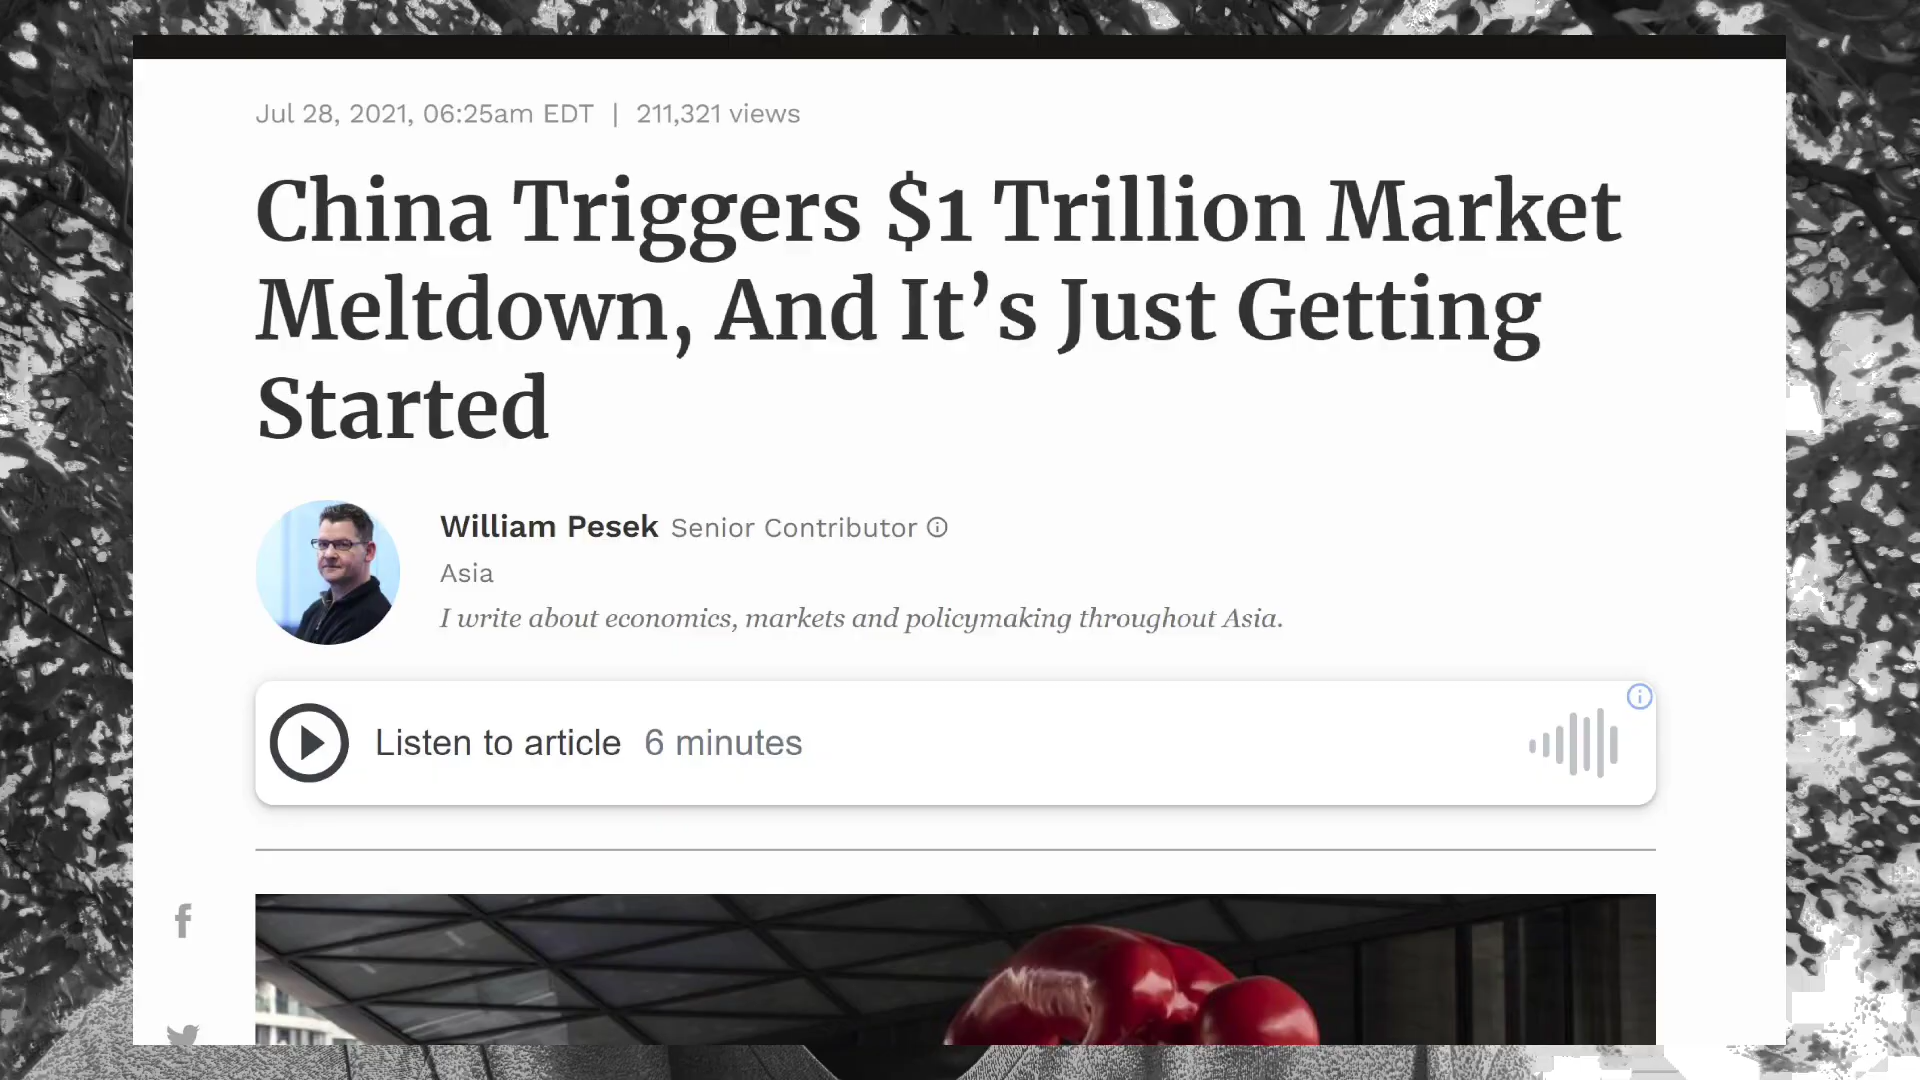 Jul 28, 2021, 06:25am EDT | 211,321 views
China Triggers $1 Trillion Market
Meltdown, And It’s Just Getting
Started
William Pesek Senior Contributor
Asia
I write about economics, markets and policymaking throughout Asia.
Listen to article 6 minutes